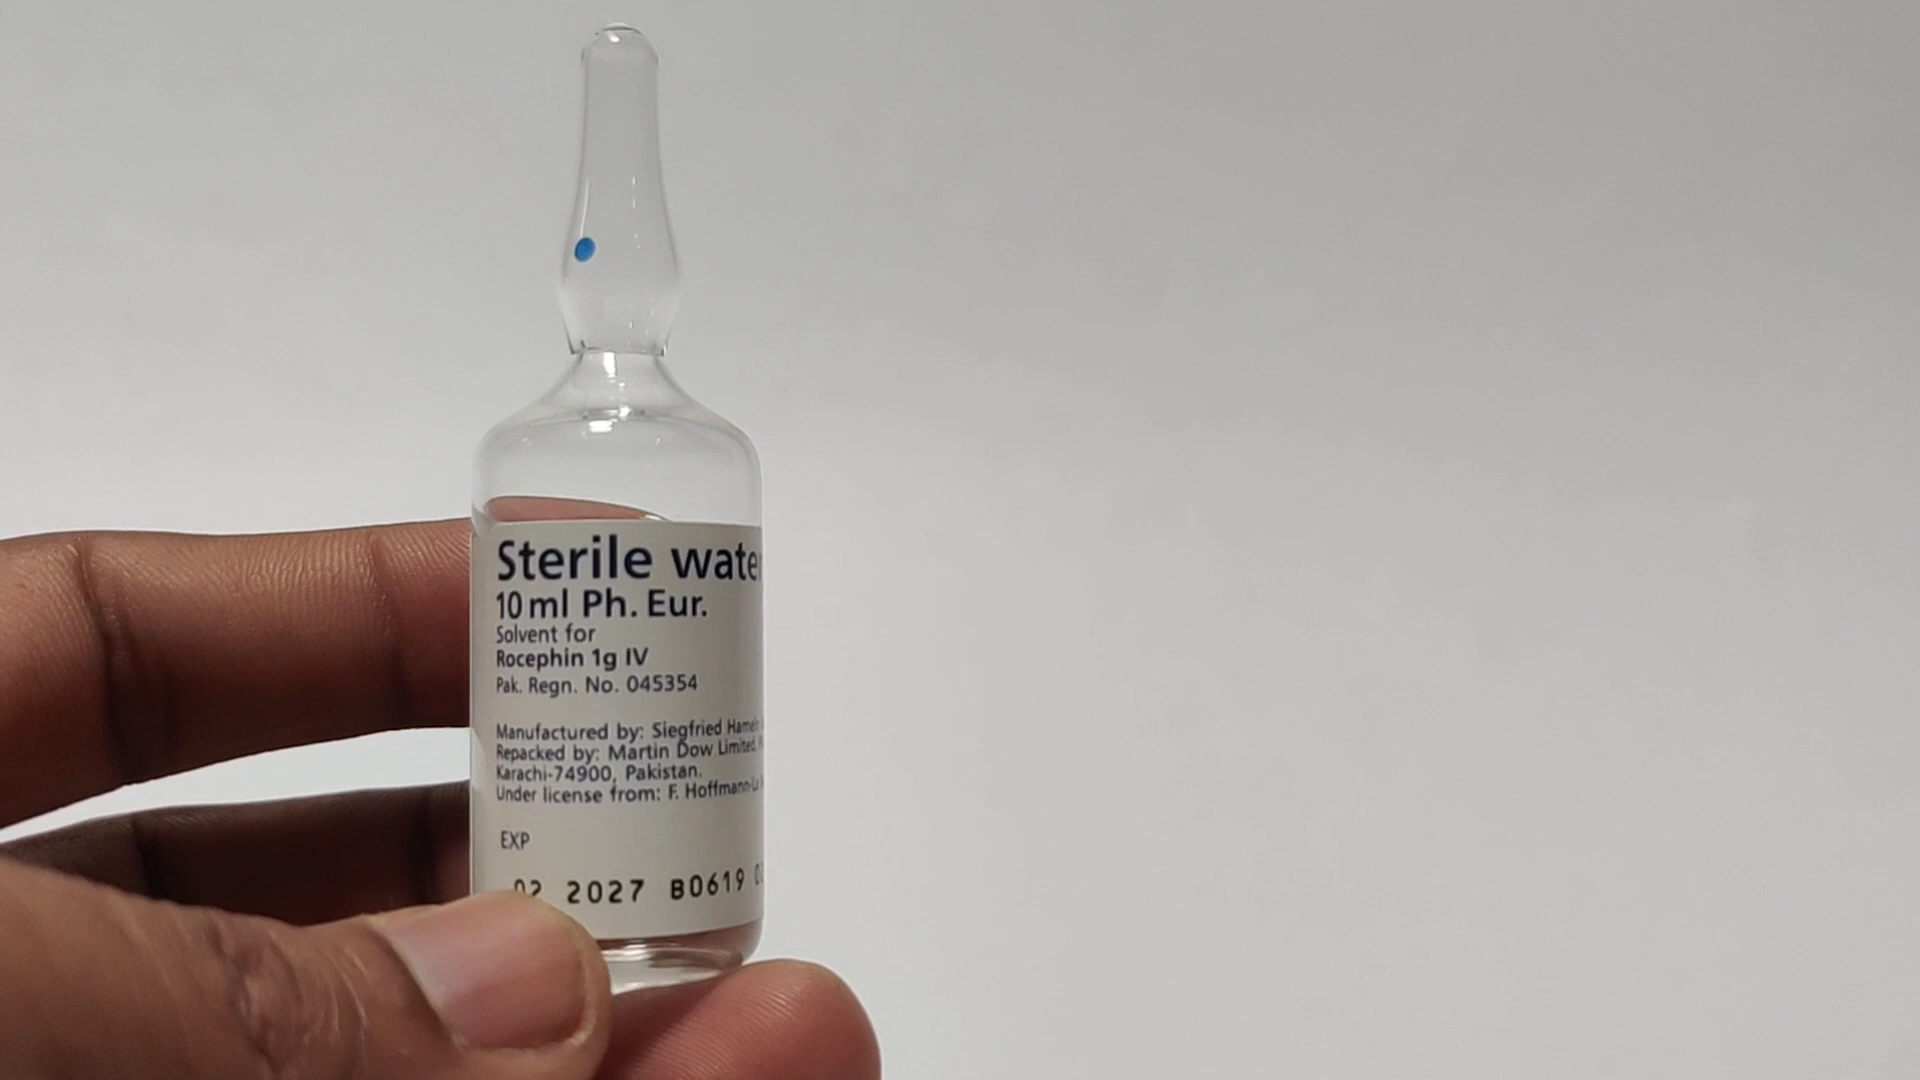 Sterile water
10 ml Ph. Eur.
Solvent for
Rocephin 1g IV
Pak. Regn. No. 045354
Manufactured by: Siegfried Hameln
Repacked by: Martin Dow Limited,
Karachi-74900, Pakistan.
Under license from: F. Hoffmann-La
EXP
02 2027 B0619